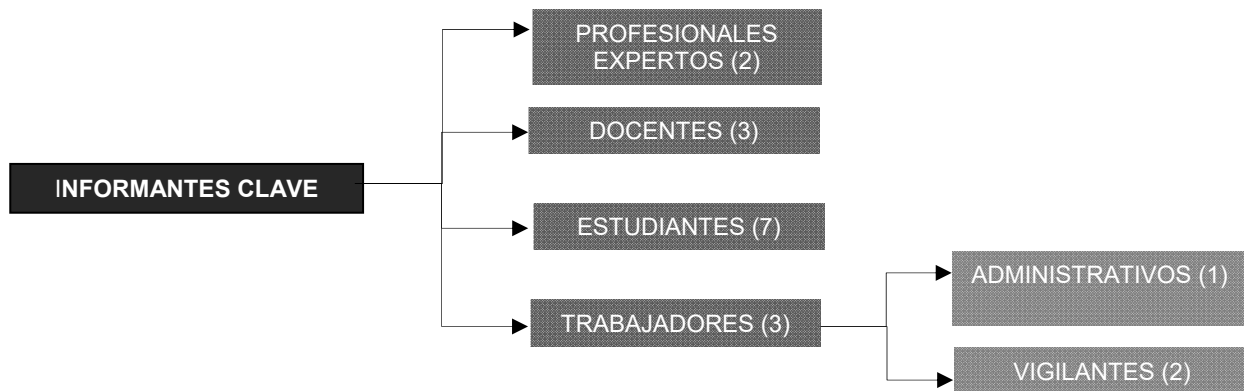 PROFESIONALES
EXPERTOS (2)
DOCENTES (3)
INFORMANTES CLAVE
ESTUDIANTES (7)
ADMINISTRATIVOS (1)
TRABAJADORES (3)
VIGILANTES (2)